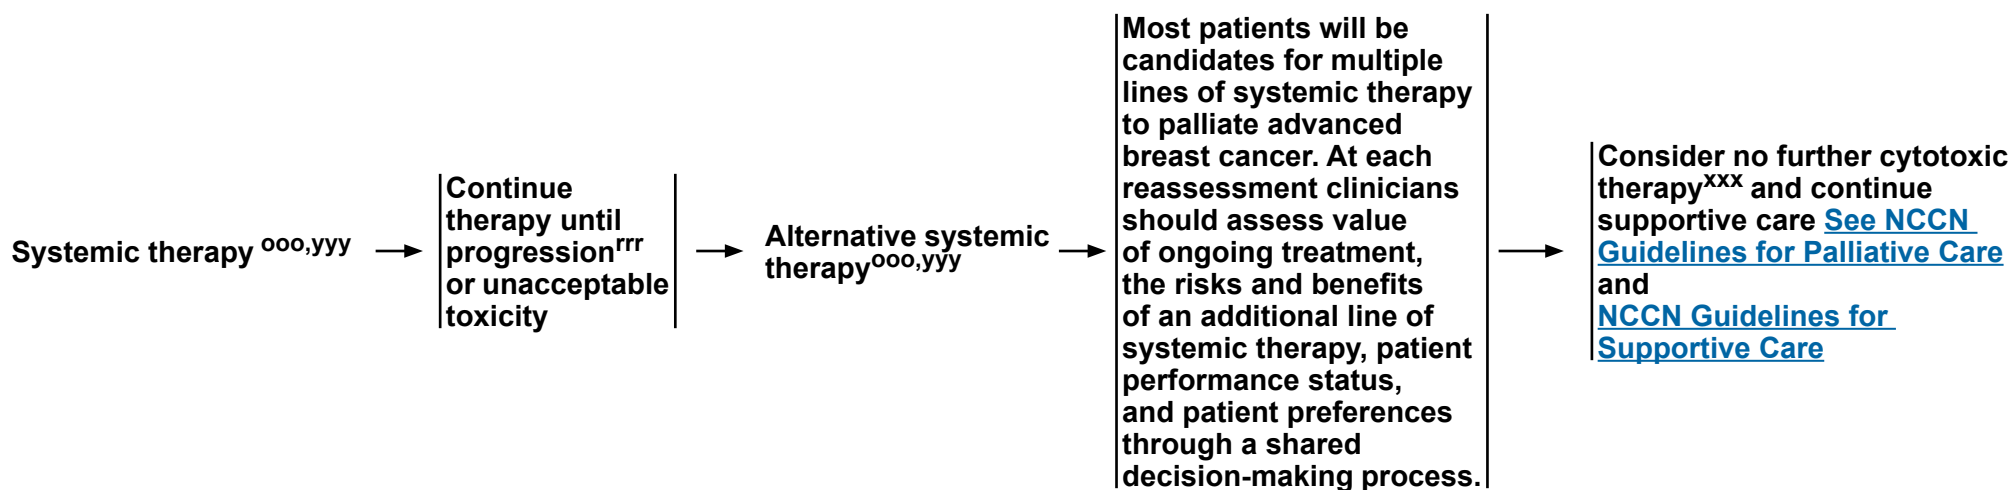 Systemic therapy ooo,yyy
Continue
therapy until
progressionrrr
or unacceptable
toxicity
Alternative systemic
therapyooo,yyy
Most patients will be
candidates for multiple
lines of systemic therapy
to palliate advanced
breast cancer. At each
reassessment clinicians
should assess value
of ongoing treatment,
the risks and benefits
of an additional line of
systemic therapy, patient
performance status,
and patient preferences
through a shared
decision-making process.
Consider no further cytotoxic
therapyxxx and continue
supportive care See NCCN
Guidelines for Palliative Care
and
NCCN Guidelines for
Supportive Care